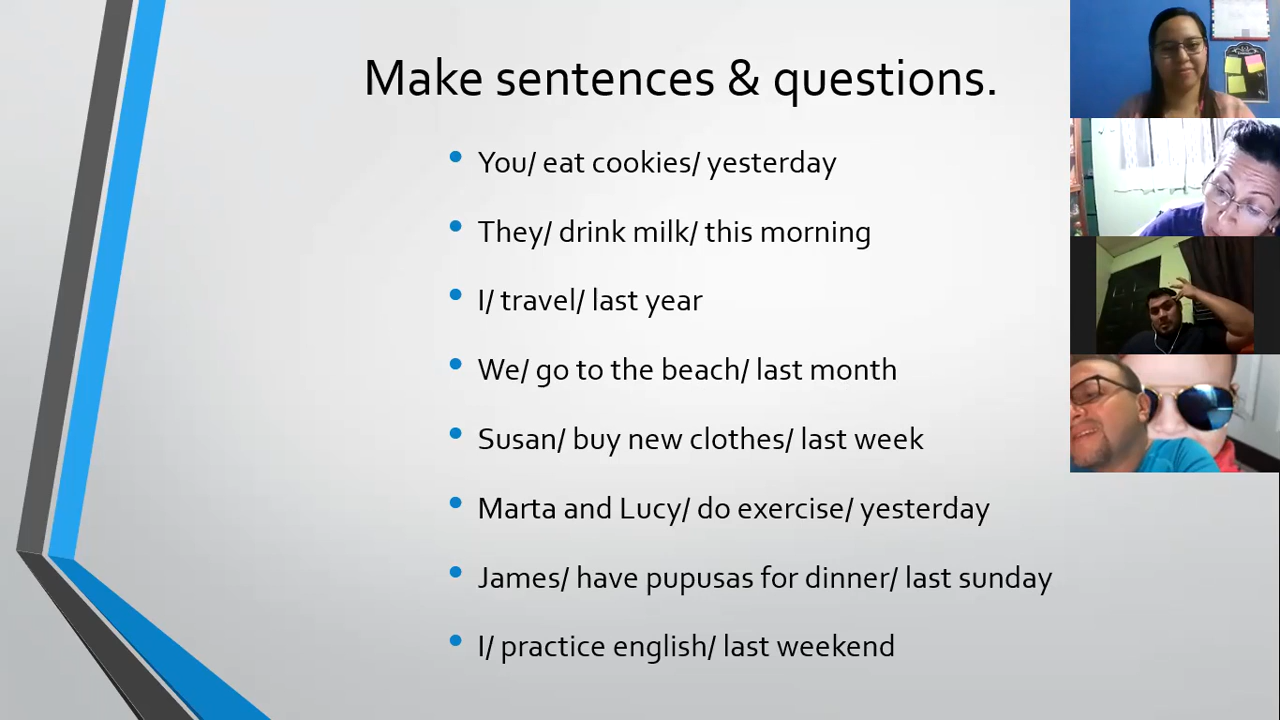 Make sentences & questions.
You/ eat cookies/ yesterday
They/ drink milk/ this morning
I/ travel/ last year
We/ go to the beach/ last month
Susan/ buy new clothes/ last week
Marta and Lucy/ do exercise/ yesterday
James/ have pupusas for dinner/ last sunday
I/ practice english/ last weekend